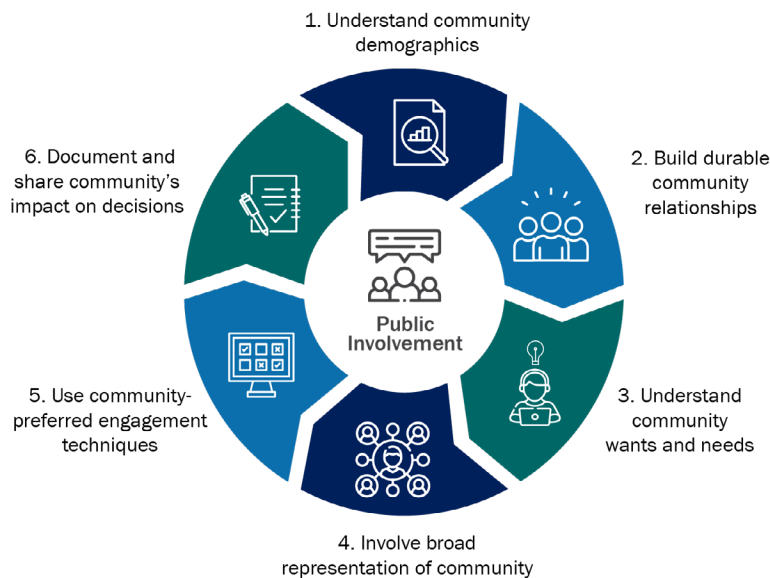 1. Understand community
demographics
2. Build durable
community
relationships
3. Understand
community
wants and needs
4. Involve broad
representation of community
5. Use community-
preferred engagement
techniques
6. Document and
share community’s
impact on decisions
Public
Involvement